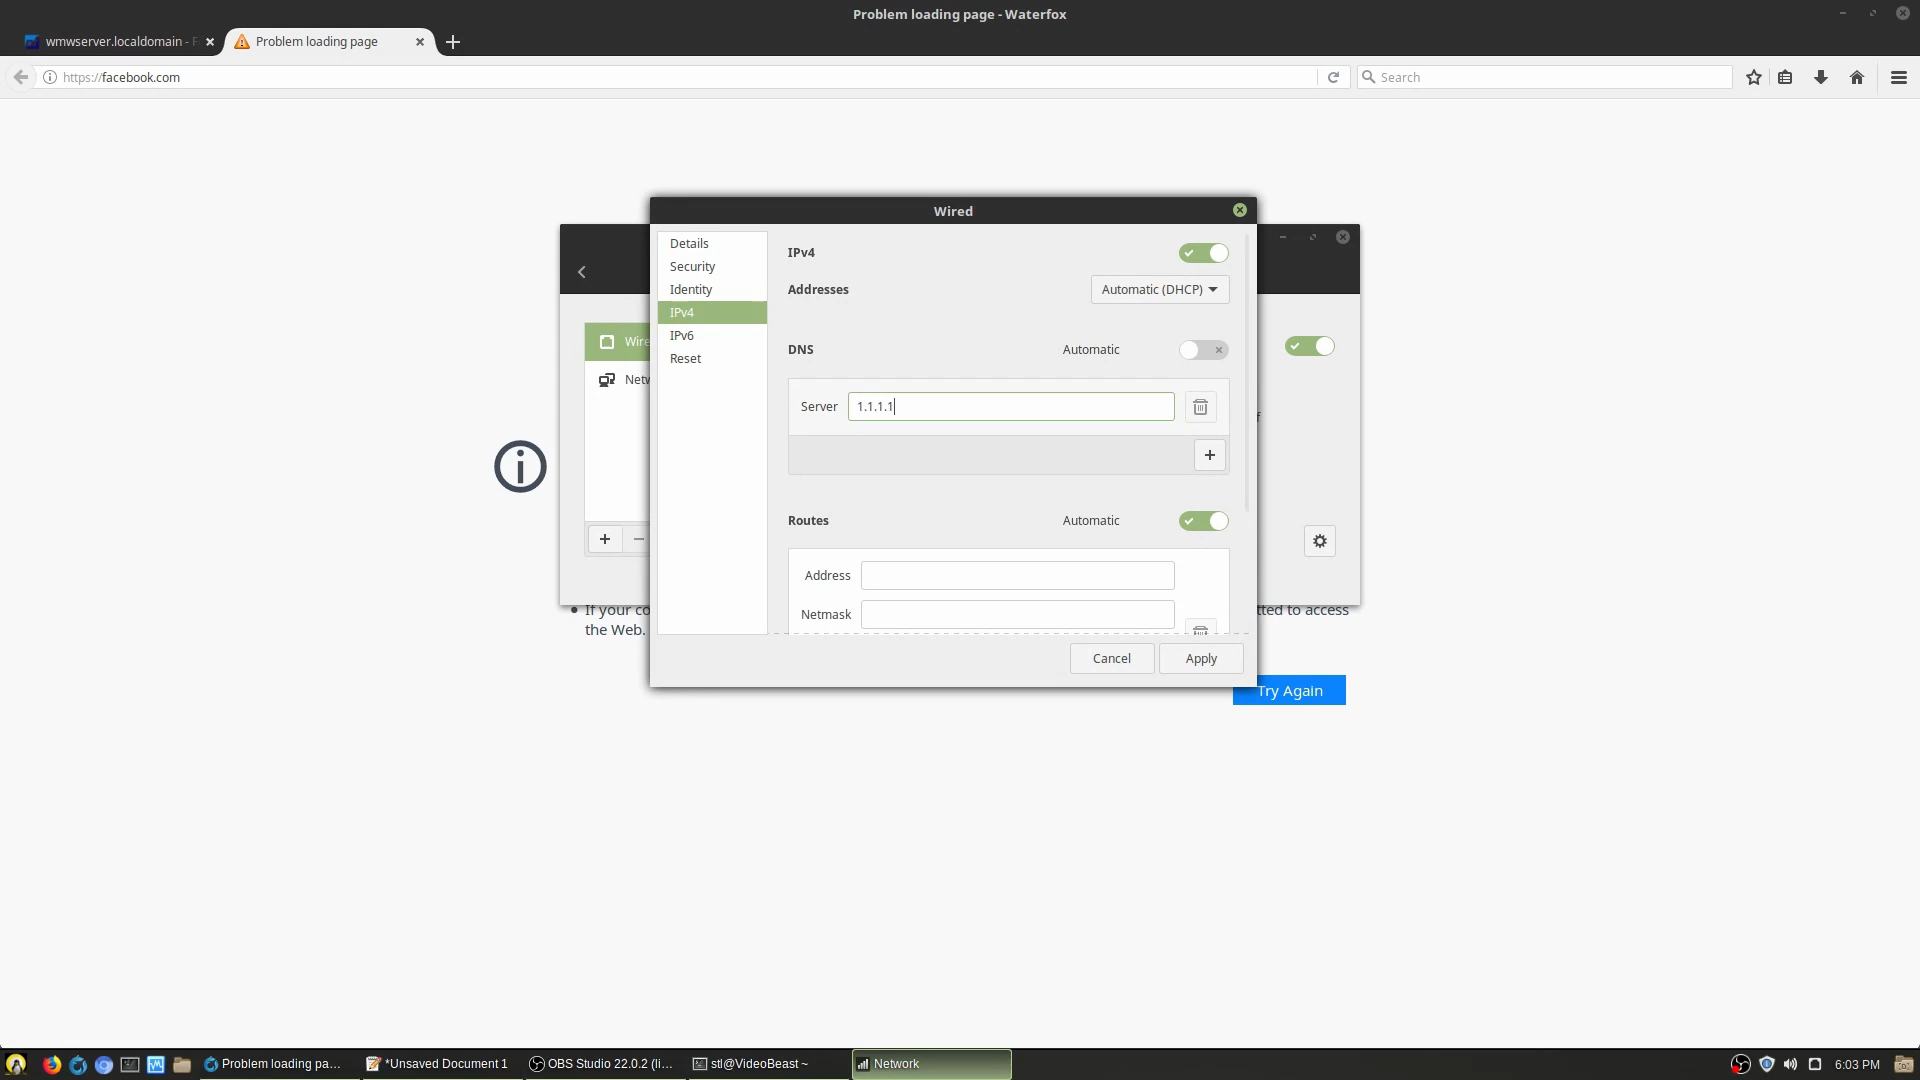 Problem loading page - Waterfox
wmwserver.localdomain - F
Problem loading page
https://facebook.com
Search
Wired
Details
Security
Identity
IPv4
IPv6
Reset
IPv4
Addresses
Automatic (DHCP)
DNS
Automatic
Server
1.1.1.1
Routes
Automatic
Address
Netmask
Cancel
Apply
Wire
Netw
If your co
tted to access
the Web.
Try Again
Problem loading pa...
*Unsaved Document 1
OBS Studio 22.0.2 (li...
stl@VideoBeast ~
Network
6:03 PM